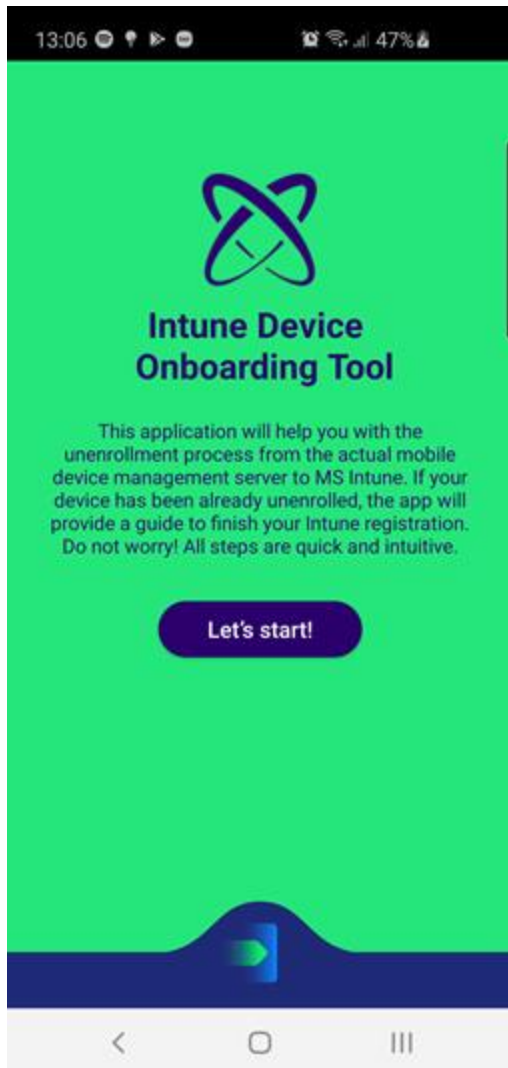 13:06 47%
Intune Device
Onboarding Tool
This application will help you with the
unenrollment process from the actual mobile
device management server to MS Intune. If your
device has been already unenrolled, the app will
provide a guide to finish your Intune registration.
Do not worry! All steps are quick and intuitive.
Let's start!